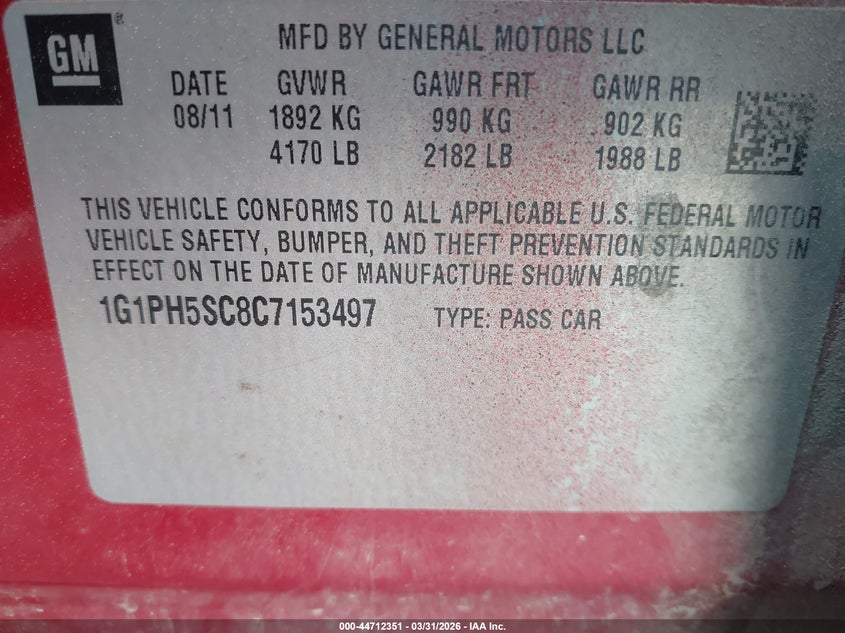 GM®
MFD BY GENERAL MOTORS LLC
DATE GVWR GAWR FRT GAWR RR
08/11 1892 KG 990 KG 902 KG
4170 LB 2182 LB 1988 LB
THIS VEHICLE CONFORMS TO ALL APPLICABLE U.S. FEDERAL MOTOR
VEHICLE SAFETY, BUMPER, AND THEFT PREVENTION STANDARDS IN
EFFECT ON THE DATE OF MANUFACTURE SHOWN ABOVE.
1G1PH5SC8C7153497 TYPE: PASS CAR
000-44712351 | 03/31/2026 - IAA Inc.